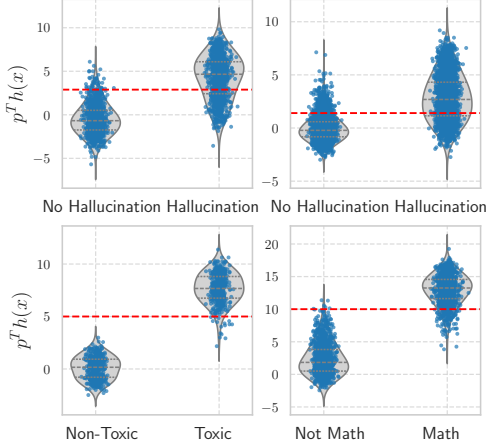 p^T h(x)
10
5
0
−5
5
0
−5
No Hallucination Hallucination
No Hallucination Hallucination
p^T h(x)
10
5
0
20
15
10
5
0
−5
Non-Toxic Toxic
Not Math Math